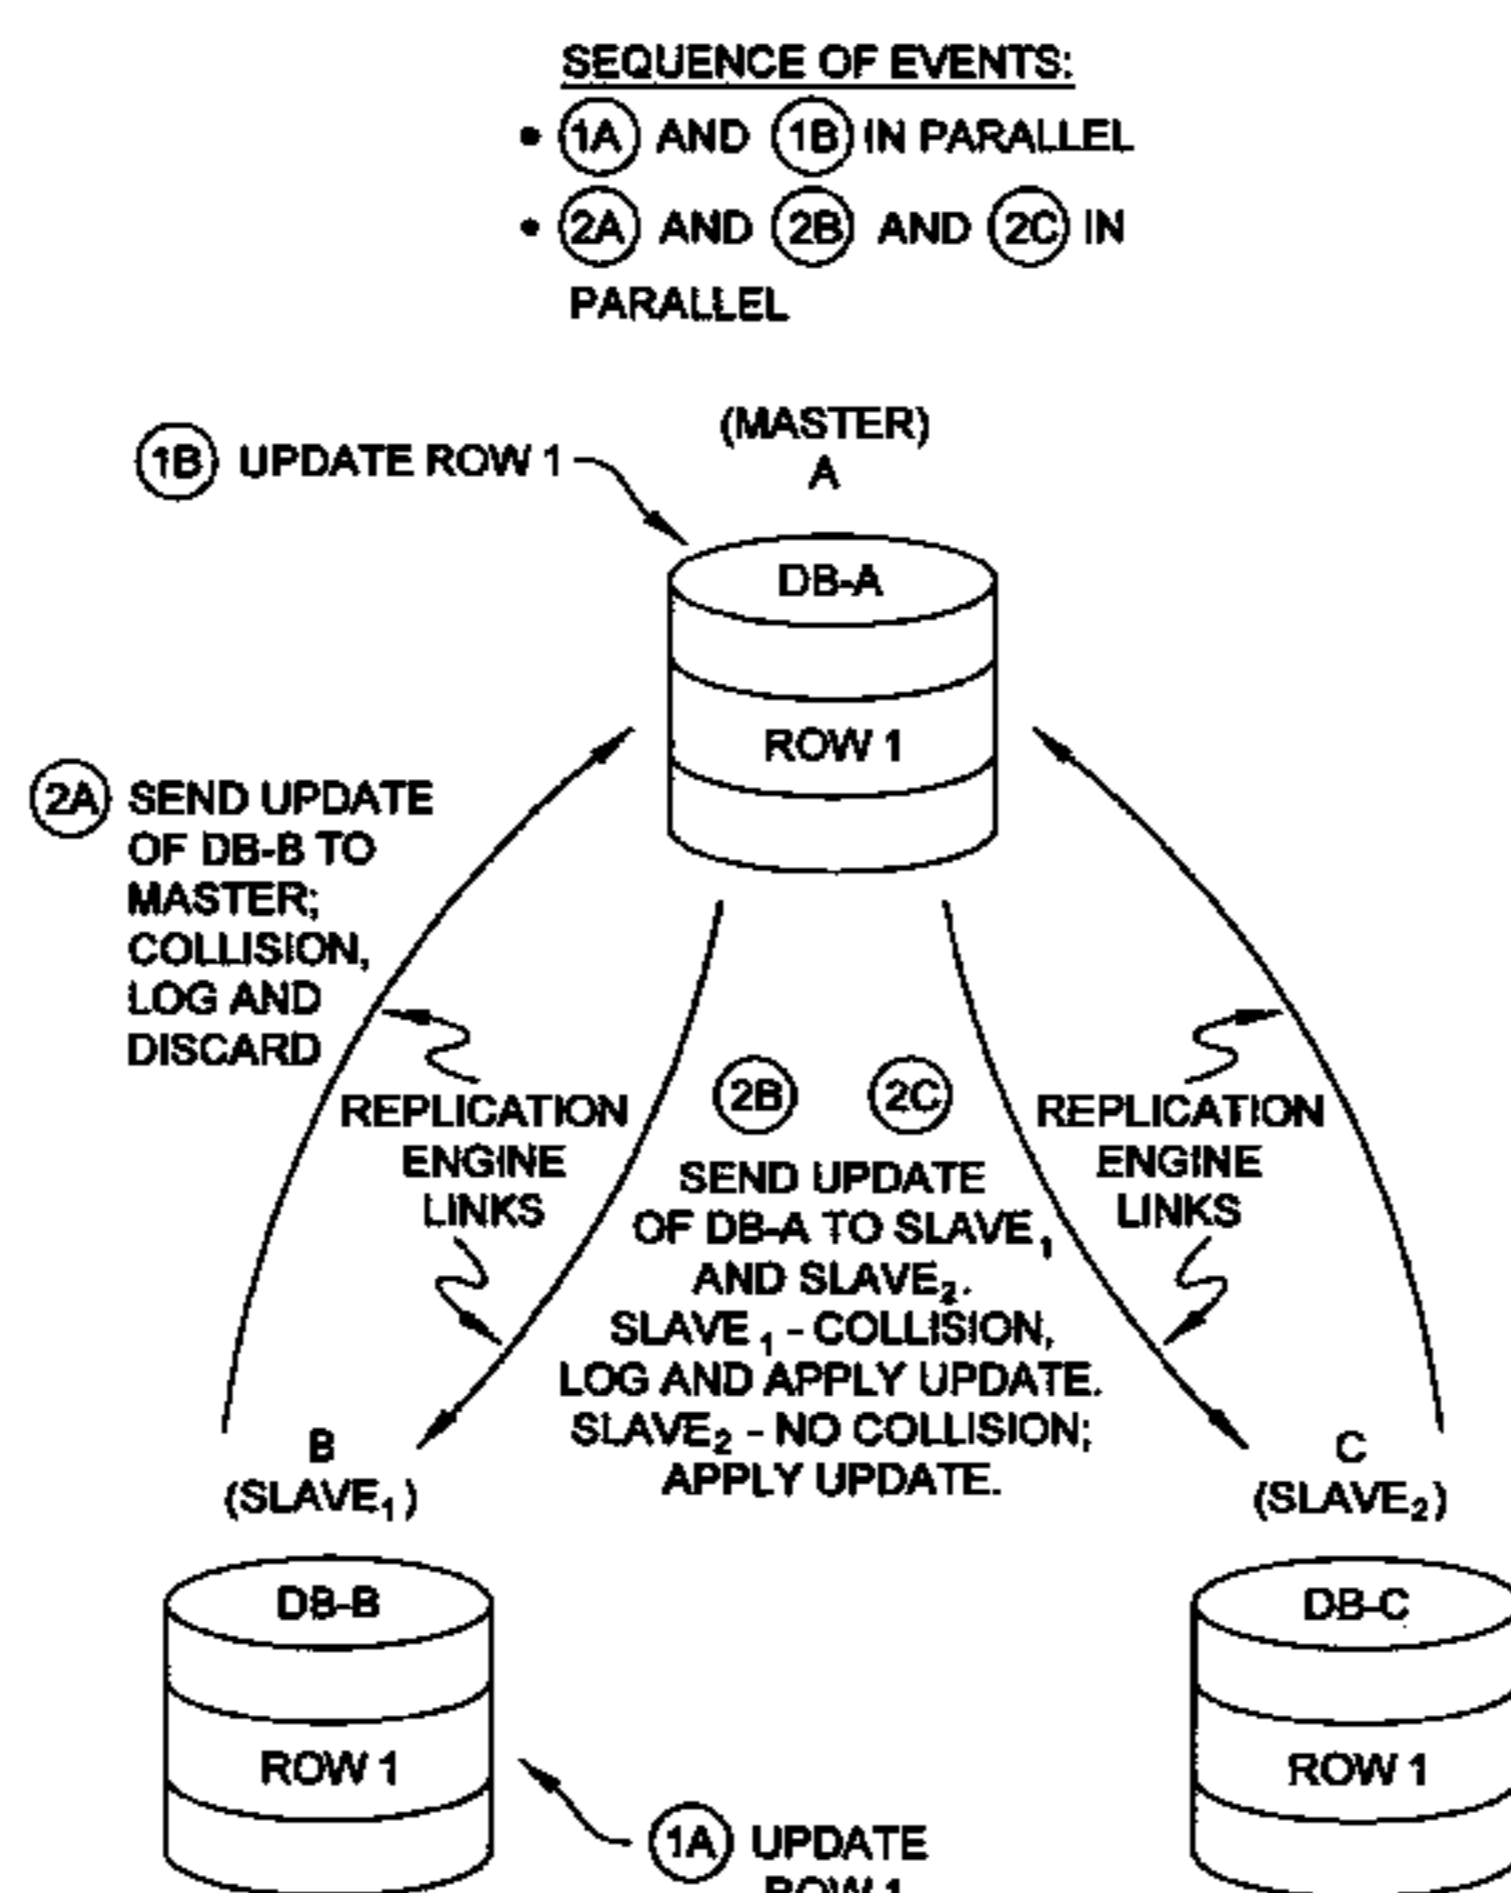 SEQUENCE OF EVENTS:
• 1A AND 1B IN PARALLEL
• 2A AND 2B AND 2C IN
PARALLEL
(MASTER)
A
1B UPDATE ROW 1
DB-A
ROW 1
2A SEND UPDATE
OF DB-B TO
MASTER;
COLLISION,
LOG AND
DISCARD
REPLICATION
ENGINE
LINKS
2B 2C
SEND UPDATE
OF DB-A TO SLAVE₁
AND SLAVE₂.
SLAVE₁ - COLLISION,
LOG AND APPLY UPDATE.
SLAVE₂ - NO COLLISION;
APPLY UPDATE.
REPLICATION
ENGINE
LINKS
B
(SLAVE₁)
C
(SLAVE₂)
DB-B
ROW 1
DB-C
ROW 1
1A UPDATE
ROW 1